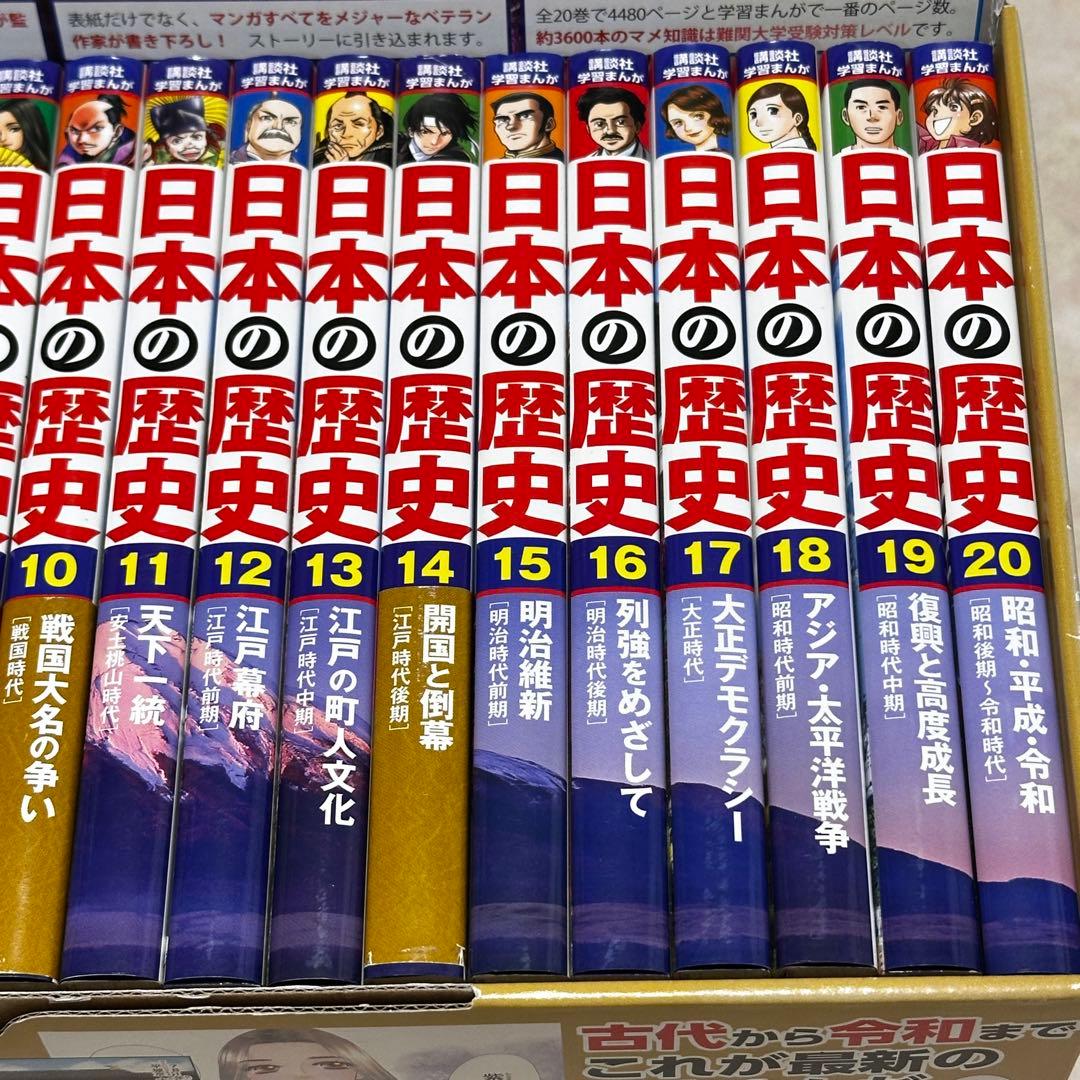 表紙だけでなく、マンガすべてをメジャーなベテラン
作家が書き下ろし！ ストーリーに引き込まれます。
全20巻で4480ページと学習まんがで一番のページ数。
約3600本のマメ知識は難関大学受験対策レベルです。
講談社
学習まんが
日本の歴史
10
戦国大名の争い
［戦国時代］
講談社
学習まんが
日本の歴史
11
天下一統
［安土桃山時代］
講談社
学習まんが
日本の歴史
12
江戸幕府
［江戸時代前期］
講談社
学習まんが
日本の歴史
13
江戸の町人文化
［江戸時代中期］
講談社
学習まんが
日本の歴史
14
開国と倒幕
［江戸時代後期］
講談社
学習まんが
日本の歴史
15
明治維新
［明治時代前期］
講談社
学習まんが
日本の歴史
16
列強をめざして
［明治時代後期］
講談社
学習まんが
日本の歴史
17
大正デモクラシー
［大正時代］
講談社
学習まんが
日本の歴史
18
アジア・太平洋戦争
［昭和時代前期］
講談社
学習まんが
日本の歴史
19
復興と高度成長
［昭和時代中期］
講談社
学習まんが
日本の歴史
20
昭和・平成・令和
［昭和後期～令和時代］
古代から令和まで
これが最新の